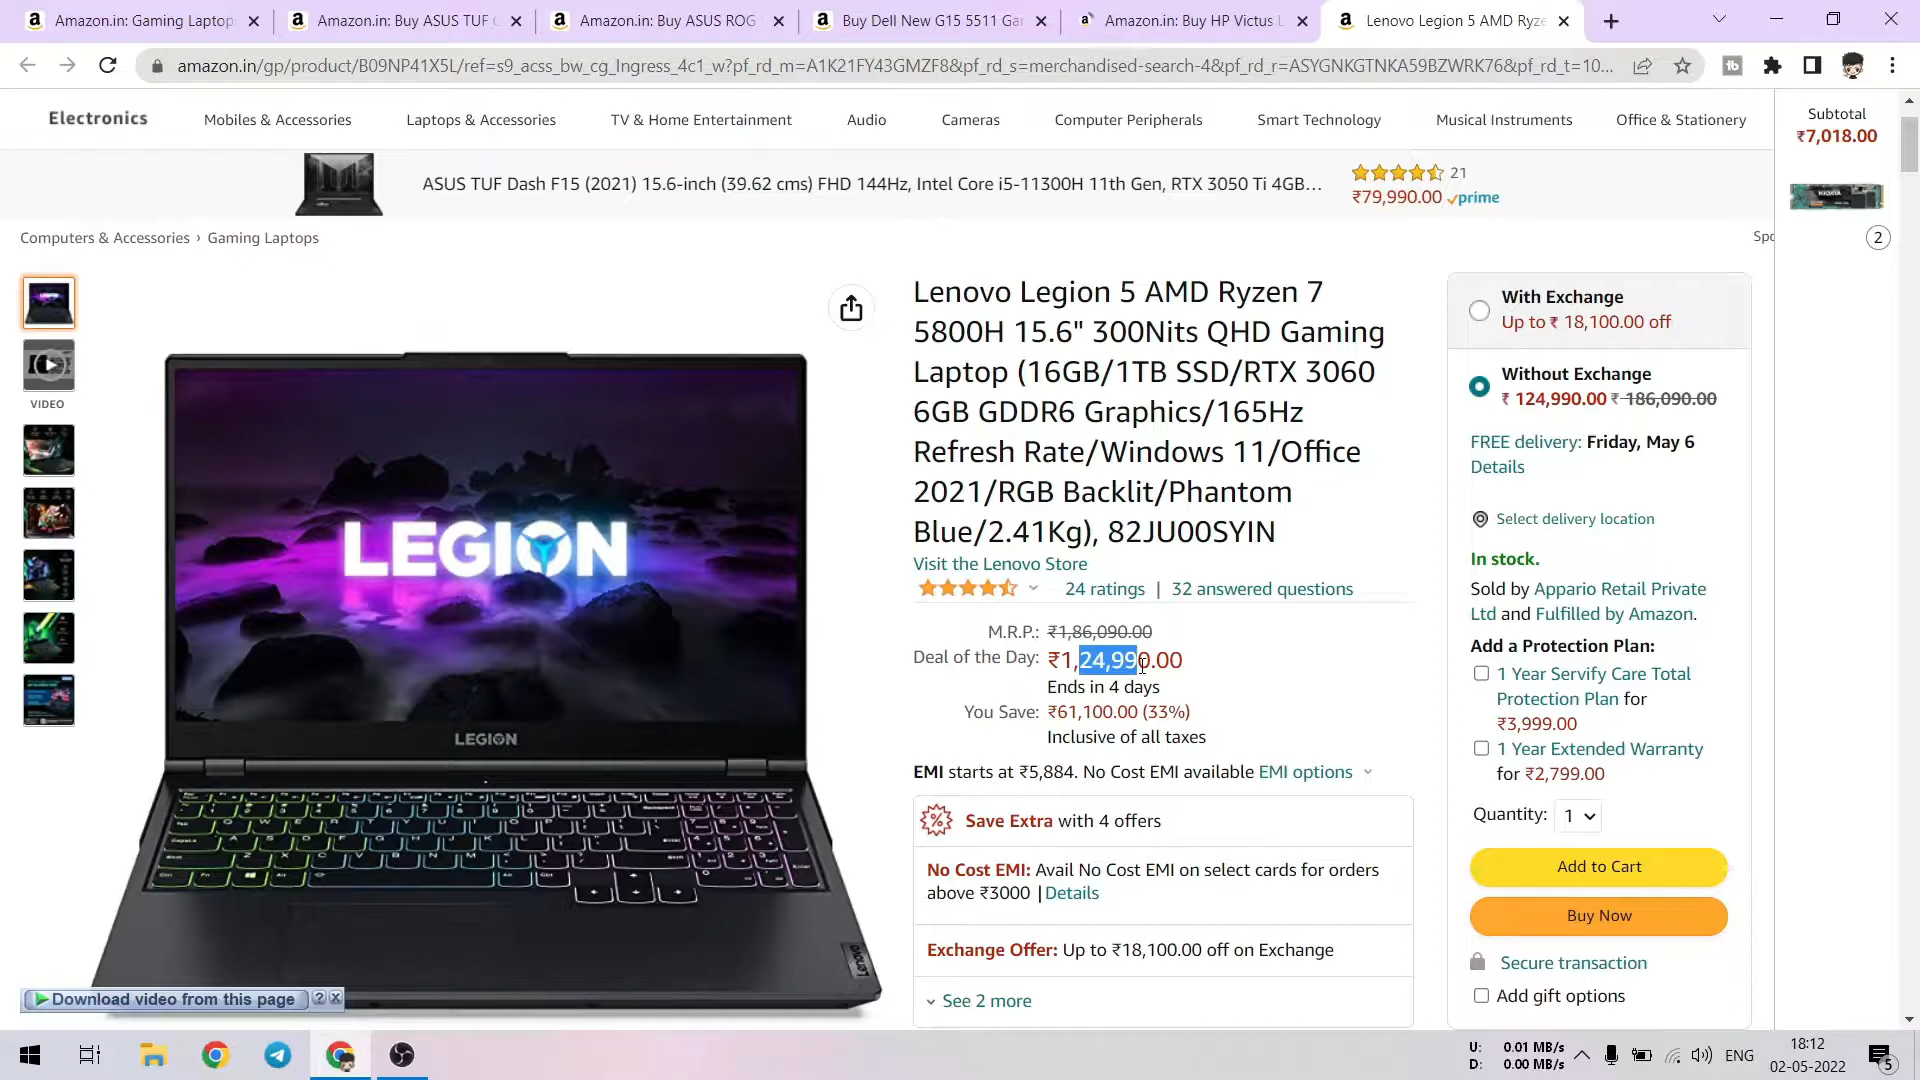 Amazon.in: Gaming Laptop
Amazon.in: Buy ASUS TUF G
Amazon.in: Buy ASUS ROG
Buy Dell New G15 5511 Gam
Amazon.in: Buy HP Victus L
Lenovo Legion 5 AMD Ryze
amazon.in/gp/product/B09NP41X5L/ref=s9_acss_bw_cg_Ingress_4c1_w?pf_rd_m=A1K21FY43GMZF8&pf_rd_s=merchandised-search-4&pf_rd_r=ASYGNKGTNKA59BZWRK76&pf_rd_t=10...
Electronics
Mobiles & Accessories
Laptops & Accessories
TV & Home Entertainment
Audio
Cameras
Computer Peripherals
Smart Technology
Musical Instruments
Office & Stationery
Subtotal
₹7,018.00
KIOXIA
2
ASUS TUF Dash F15 (2021) 15.6-inch (39.62 cms) FHD 144Hz, Intel Core i5-11300H 11th Gen, RTX 3050 Ti 4GB...
21
₹79,990.00 prime
Computers & Accessories › Gaming Laptops
Spo
VIDEO
LEGION
LEGION
Lenovo
Lenovo Legion 5 AMD Ryzen 7
5800H 15.6" 300Nits QHD Gaming
Laptop (16GB/1TB SSD/RTX 3060
6GB GDDR6 Graphics/165Hz
Refresh Rate/Windows 11/Office
2021/RGB Backlit/Phantom
Blue/2.41Kg), 82JU00SYIN
Visit the Lenovo Store
24 ratings | 32 answered questions
M.R.P.: ₹1,86,090.00
Deal of the Day: ₹1,24,990.00
Ends in 4 days
You Save: ₹61,100.00 (33%)
Inclusive of all taxes
EMI starts at ₹5,884. No Cost EMI available EMI options
Save Extra with 4 offers
No Cost EMI: Avail No Cost EMI on select cards for orders
above ₹3000 |Details
Exchange Offer: Up to ₹18,100.00 off on Exchange
See 2 more
With Exchange
Up to ₹ 18,100.00 off
Without Exchange
₹ 124,990.00 ₹ 186,090.00
FREE delivery: Friday, May 6
Details
Select delivery location
In stock.
Sold by Appario Retail Private
Ltd and Fulfilled by Amazon.
Add a Protection Plan:
1 Year Servify Care Total
Protection Plan for
₹3,999.00
1 Year Extended Warranty
for ₹2,799.00
Quantity: 1
Add to Cart
Buy Now
Secure transaction
Add gift options
Download video from this page ? X
U: 0.01 MB/s
D: 0.00 MB/s
ENG
18:12
02-05-2022
5